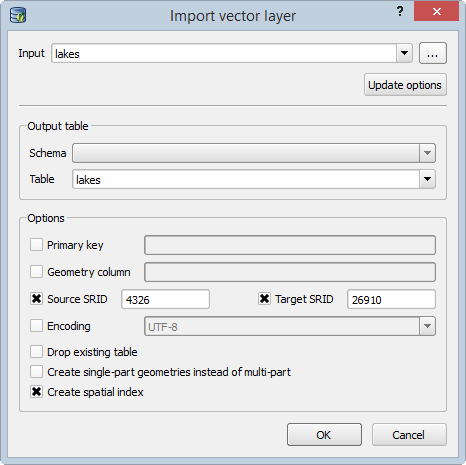 Import vector layer
?
Input lakes ...
Update options
Output table
Schema
Table lakes
Options
Primary key
Geometry column
Source SRID 4326 Target SRID 26910
Encoding UTF-8
Drop existing table
Create single-part geometries instead of multi-part
Create spatial index
OK Cancel